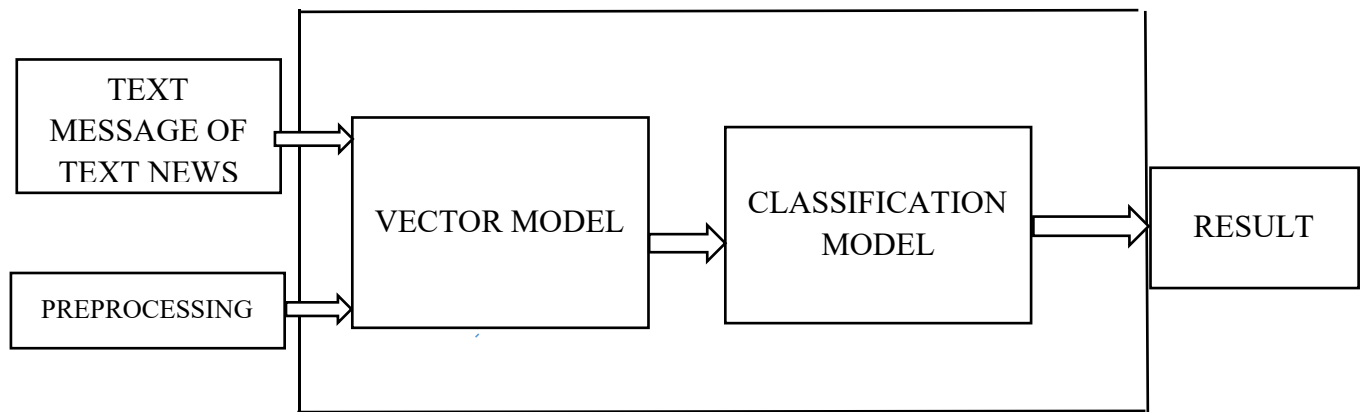 TEXT
MESSAGE OF
TEXT NEWS
PREPROCESSING
VECTOR MODEL
CLASSIFICATION
MODEL
RESULT